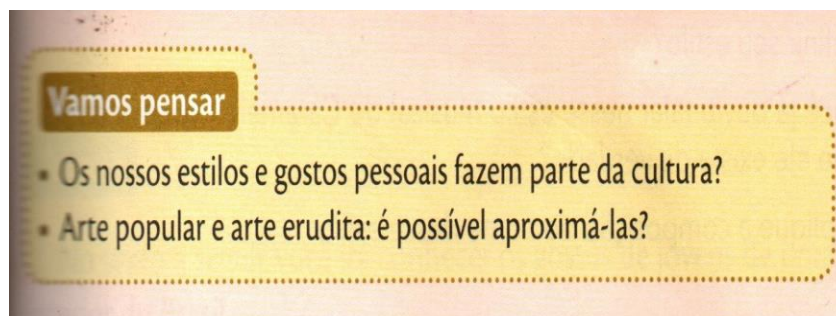 Vamos pensar
• Os nossos estilos e gostos pessoais fazem parte da cultura?
• Arte popular e arte erudita: é possível aproximá-las?